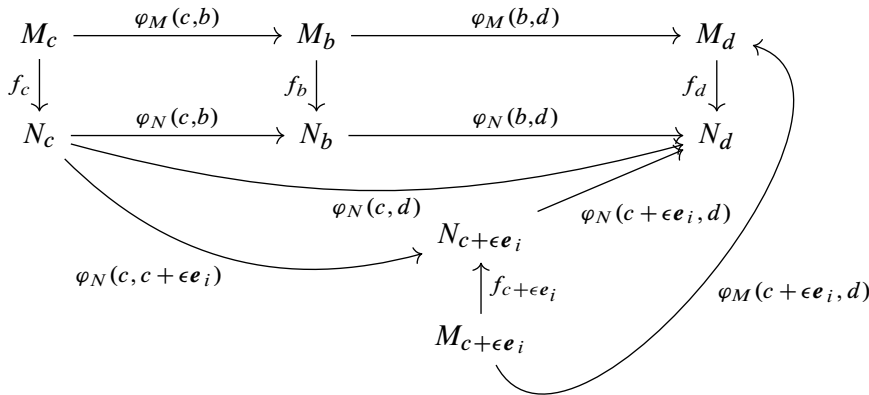 φ_M(c,b) φ_M(b,d)
M_c M_b M_d
f_c f_b f_d
φ_N(c,b) φ_N(b,d)
N_c N_b N_d
φ_N(c,d) φ_N(c + ϵe_i,d)
N_{c+ϵe_i}
φ_N(c,c + ϵe_i)
f_{c+ϵe_i} φ_M(c + ϵe_i,d)
M_{c+ϵe_i}